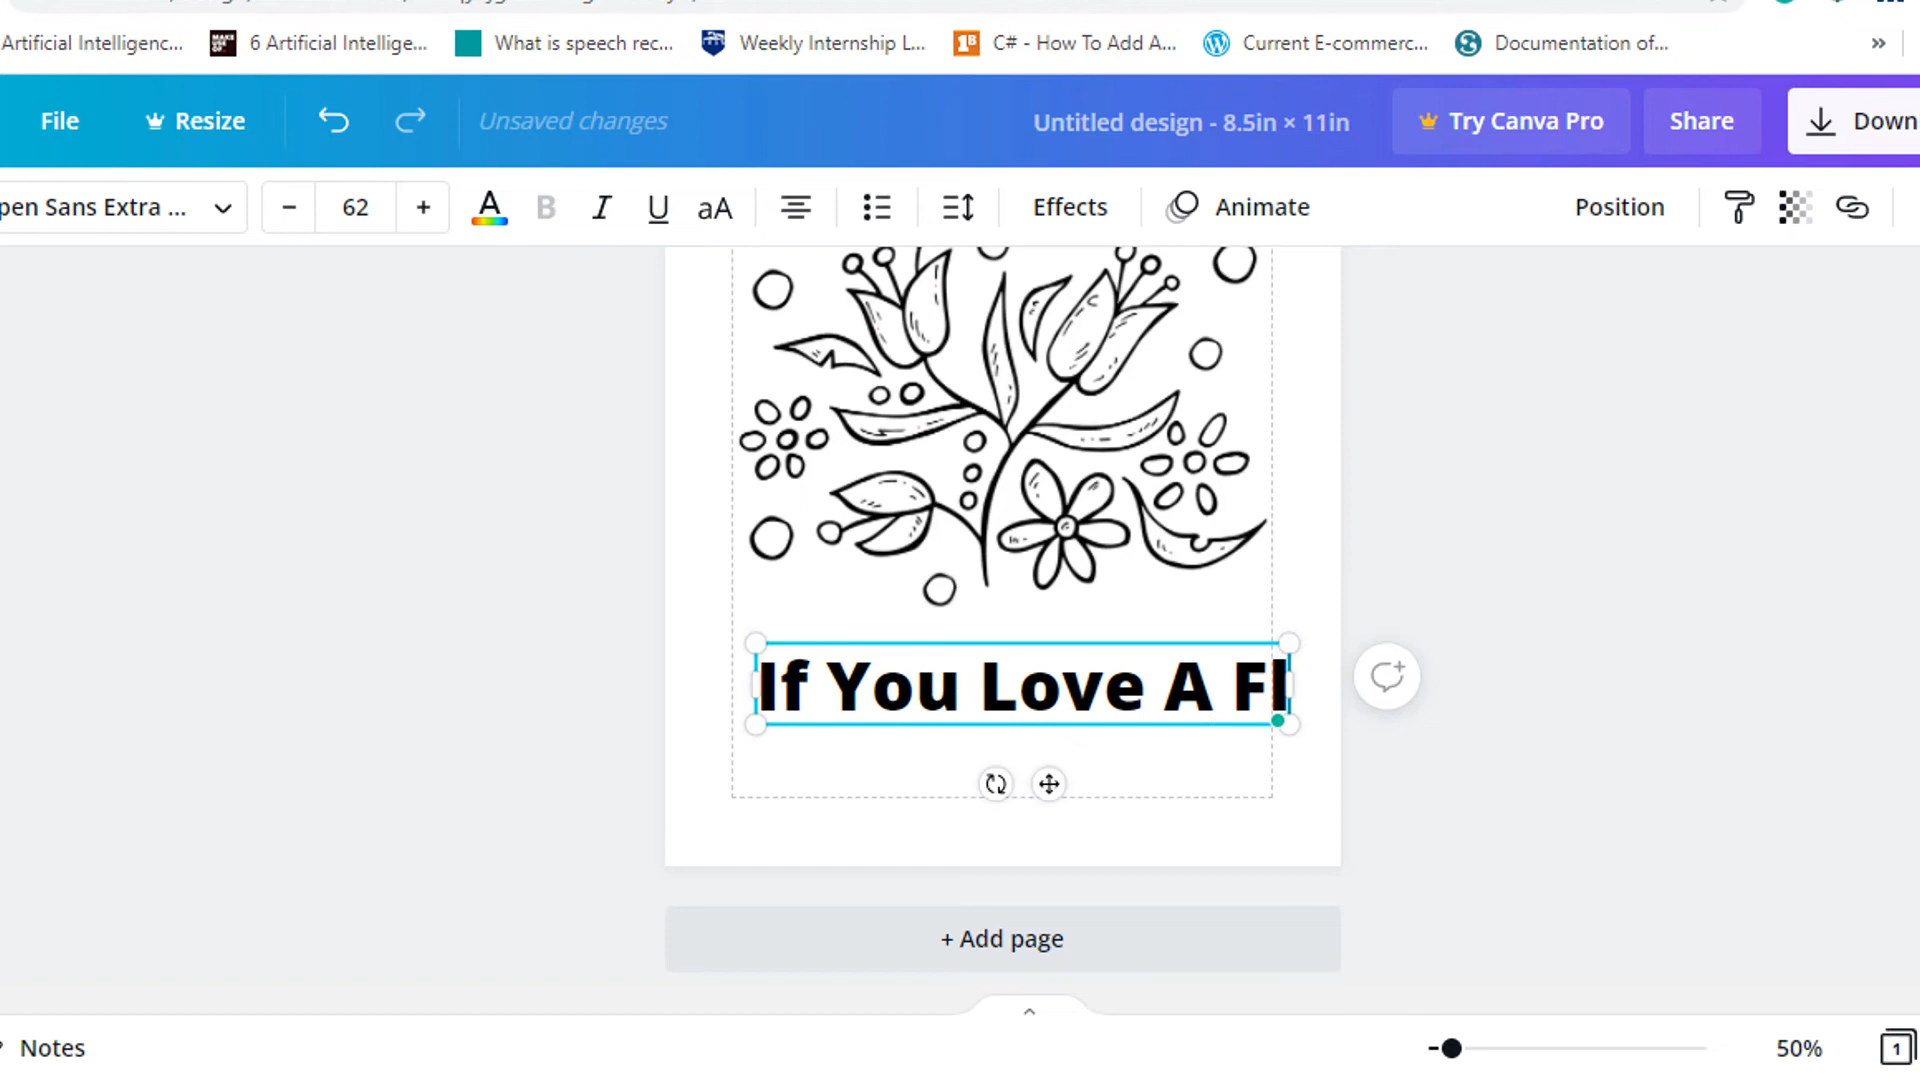 Artificial Intelligenc... 6 Artificial Intellige... What is speech rec... Weekly Internship L... C# - How To Add A... Current E-commerc... Documentation of... »
File Resize Unsaved changes Untitled design - 8.5in × 11in Try Canva Pro Share Down
pen Sans Extra ... − 62 + A B I U aA Effects Animate Position
If You Love A Fl
+ Add page
Notes 50% 1